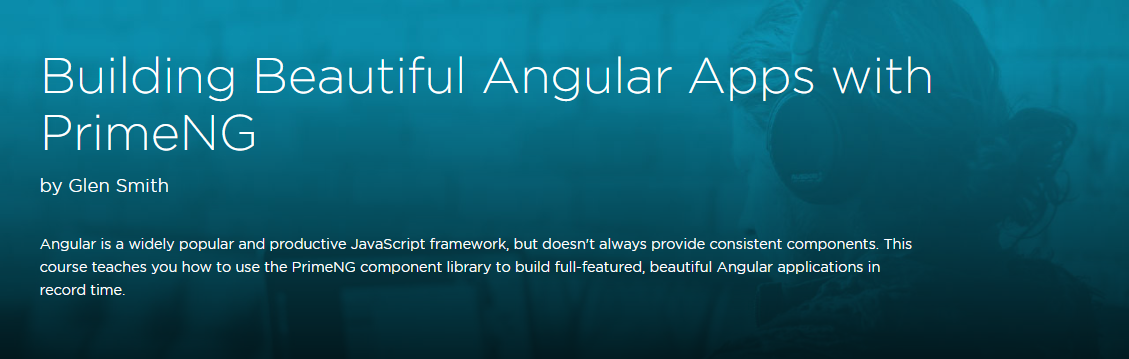 Building Beautiful Angular Apps with
PrimeNG
by Glen Smith
Angular is a widely popular and productive JavaScript framework, but doesn't always provide consistent components. This
course teaches you how to use the PrimeNG component library to build full-featured, beautiful Angular applications in
record time.